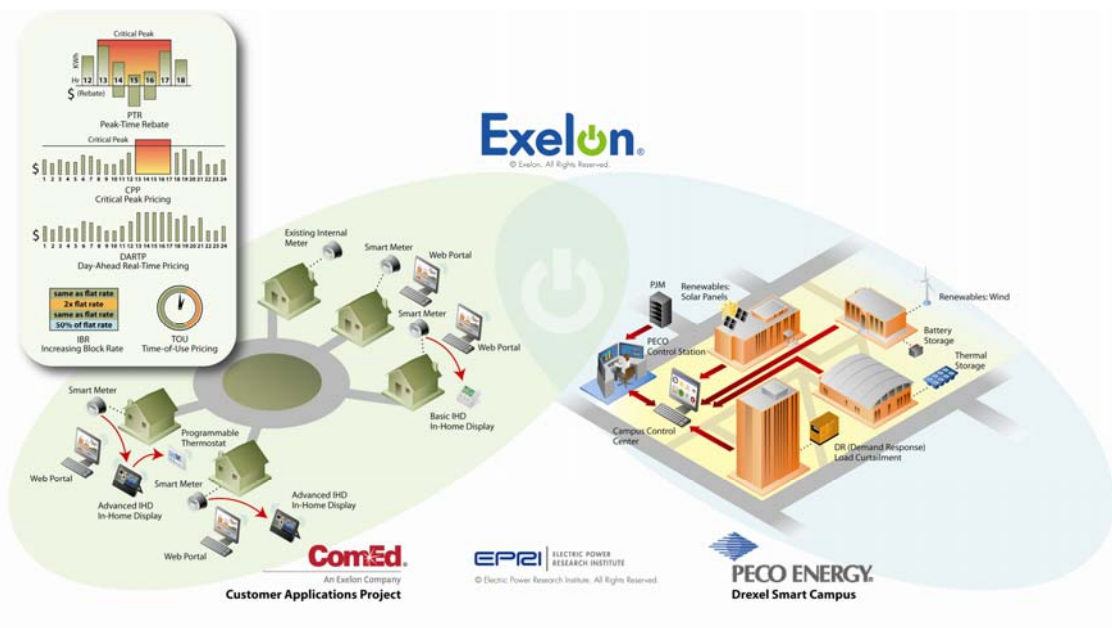 Critical Peak
KWh
Hr 12 13 14 15 16 17 18
$ (Rebate)
PTR
Peak-Time Rebate
Critical Peak
$
1 2 3 4 5 6 7 8 9 10 11 12 13 14 15 16 17 18 19 20 21 22 23 24
CPP
Critical Peak Pricing
$
1 2 3 4 5 6 7 8 9 10 11 12 13 14 15 16 17 18 19 20 21 22 23 24
DARTP
Day-Ahead Real-Time Pricing
same as flat rate
2x flat rate
same as flat rate
50% of flat rate
IBR
Increasing Block Rate
TOU
Time-of-Use Pricing
Exelon®
© Exelon. All Rights Reserved.
Existing Internal
Meter
Smart Meter
Web Portal
Smart Meter
Web Portal
Basic IHD
In-Home Display
Smart Meter
Programmable
Thermostat
Web Portal
Advanced IHD
In-Home Display
Smart Meter
Advanced IHD
In-Home Display
Web Portal
PJM
Renewables:
Solar Panels
Renewables: Wind
PECO
Control Station
Battery
Storage
Thermal
Storage
Campus Control
Center
DR (Demand Response)
Load Curtailment
ComEd.
An Exelon Company
Customer Applications Project
EPRI
ELECTRIC POWER
RESEARCH INSTITUTE
© Electric Power Research Institute. All Rights Reserved.
PECO ENERGY.
Drexel Smart Campus